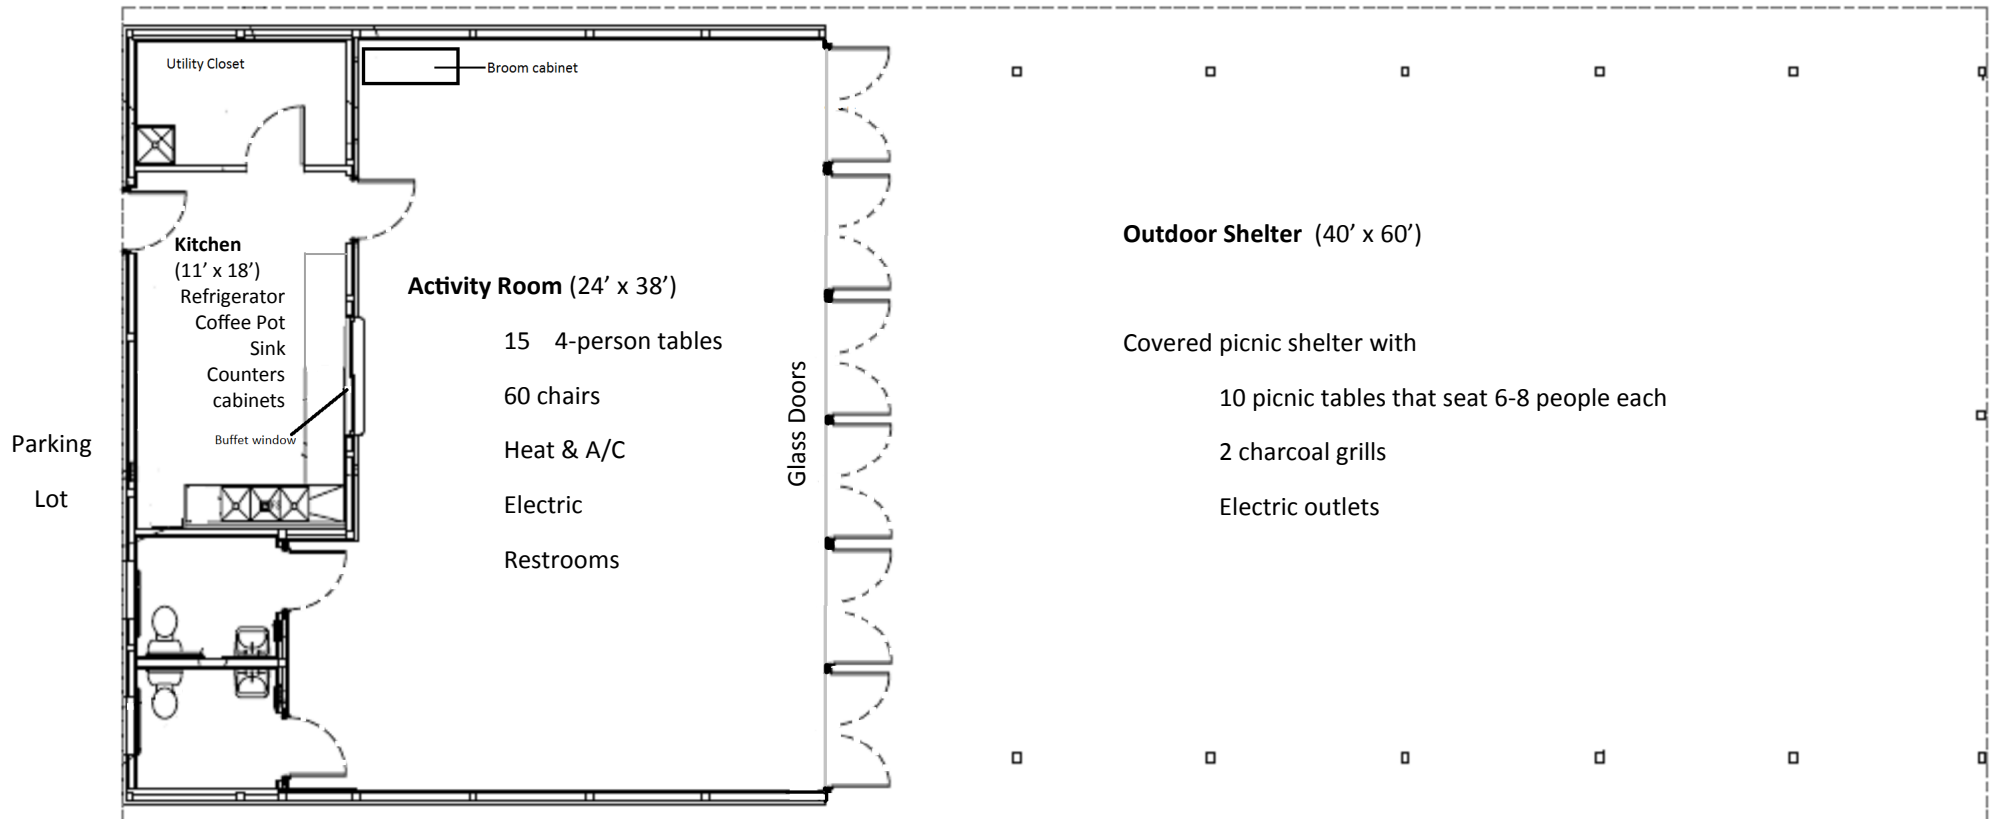 Utility Closet
Broom cabinet
Kitchen
(11’ x 18’)
Refrigerator
Coffee Pot
Sink
Counters
cabinets
Buffet window
Parking
Lot
Activity Room (24’ x 38’)
15 4-person tables
60 chairs
Heat & A/C
Electric
Restrooms
Glass Doors
Outdoor Shelter (40’ x 60’)
Covered picnic shelter with
10 picnic tables that seat 6-8 people each
2 charcoal grills
Electric outlets